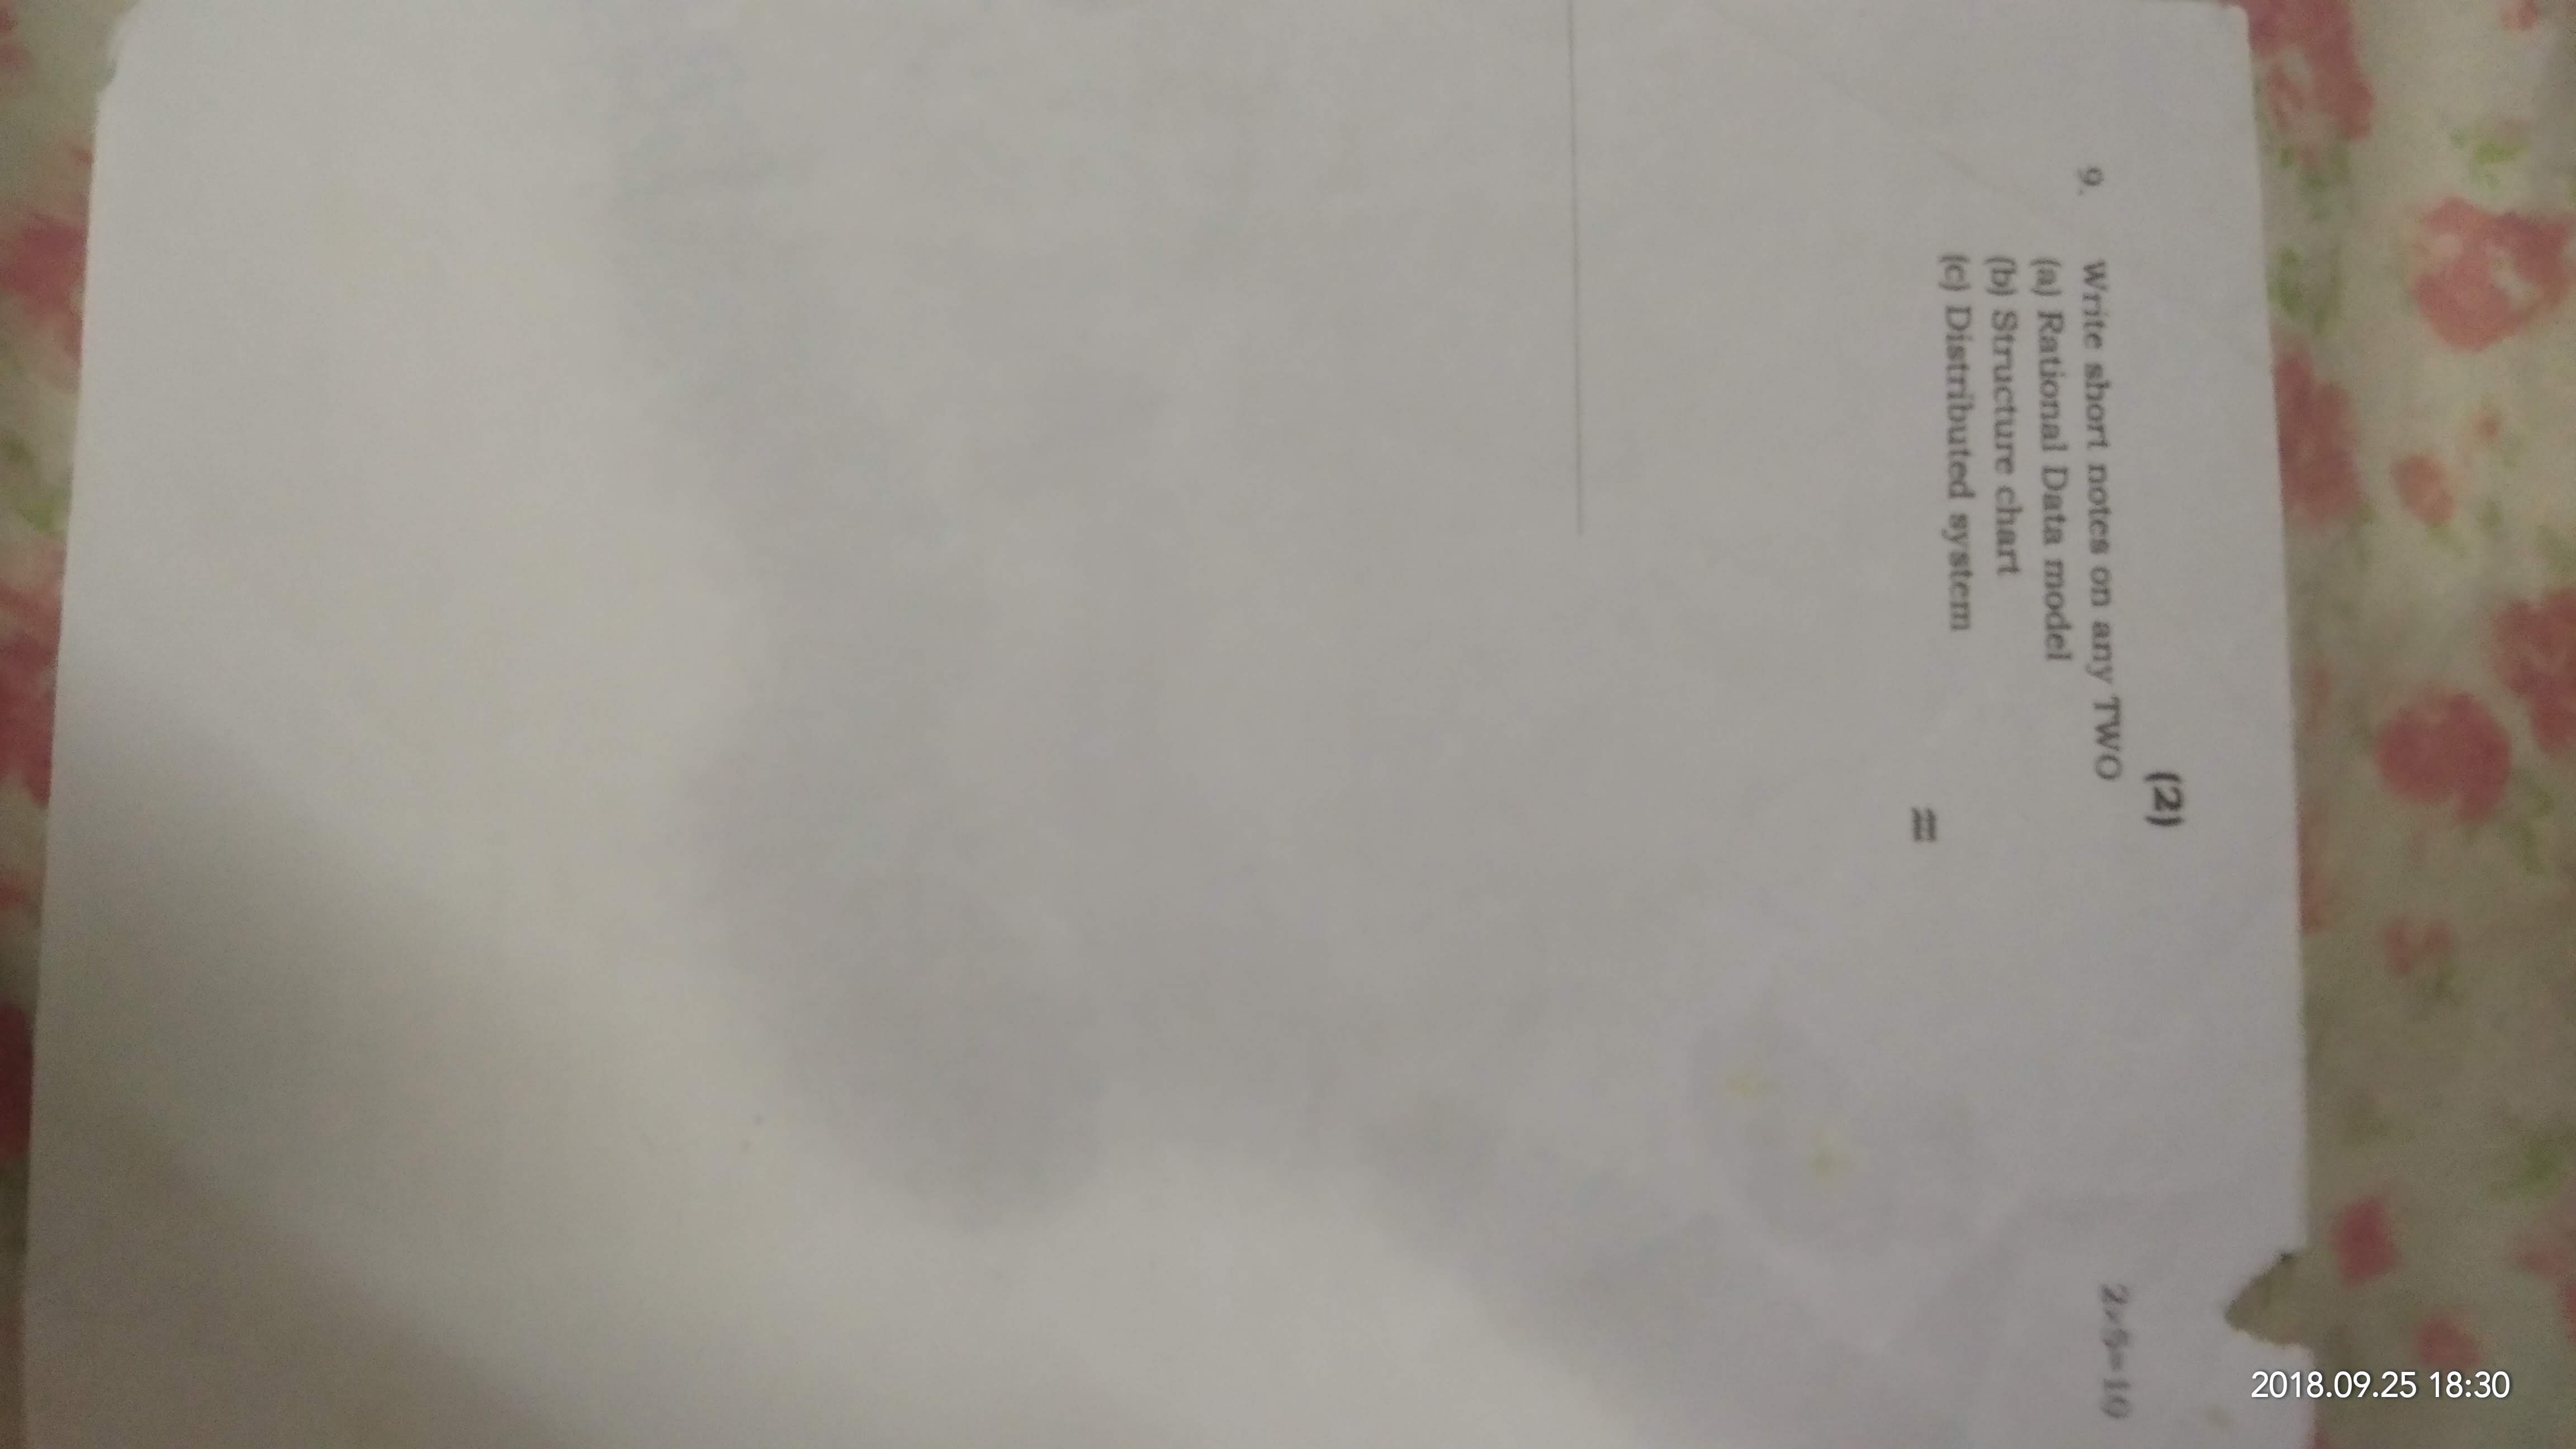 2018.09.25 18:30
(2)
9. Write short notes on any TWO 2×5=10
(a) Rational Data model
(b) Structure chart
(c) Distributed system
=